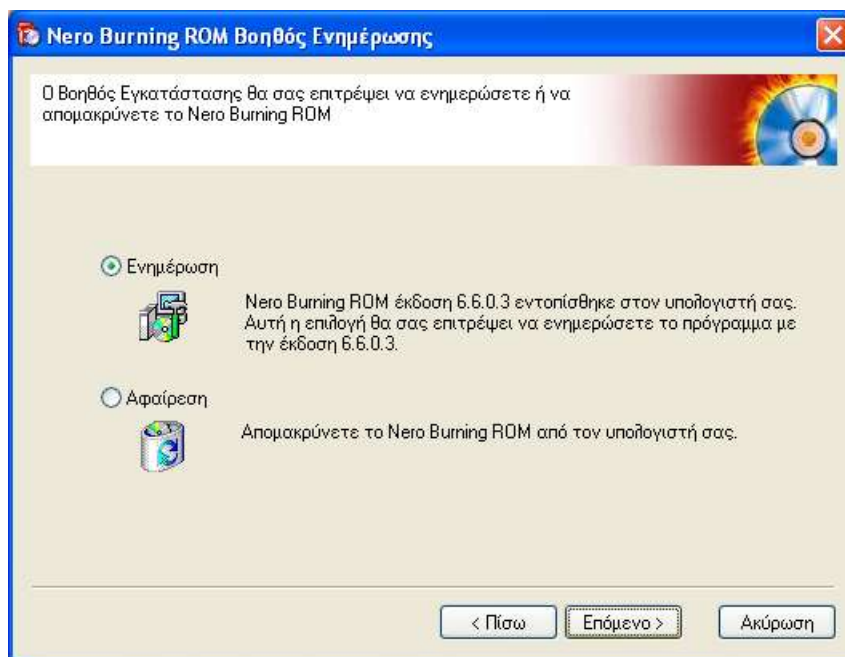 Nero Burning ROM Βοηθός Ενημέρωσης
Ο Βοηθός Εγκατάστασης θα σας επιτρέψει να ενημερώσετε ή να
απομακρύνετε το Nero Burning ROM
Ενημέρωση
Nero Burning ROM έκδοση 6.6.0.3 εντοπίσθηκε στον υπολογιστή σας.
Αυτή η επιλογή θα σας επιτρέψει να ενημερώσετε το πρόγραμμα με
την έκδοση 6.6.0.3.
Αφαίρεση
Απομακρύνετε το Nero Burning ROM από τον υπολογιστή σας.
< Πίσω Επόμενο > Ακύρωση